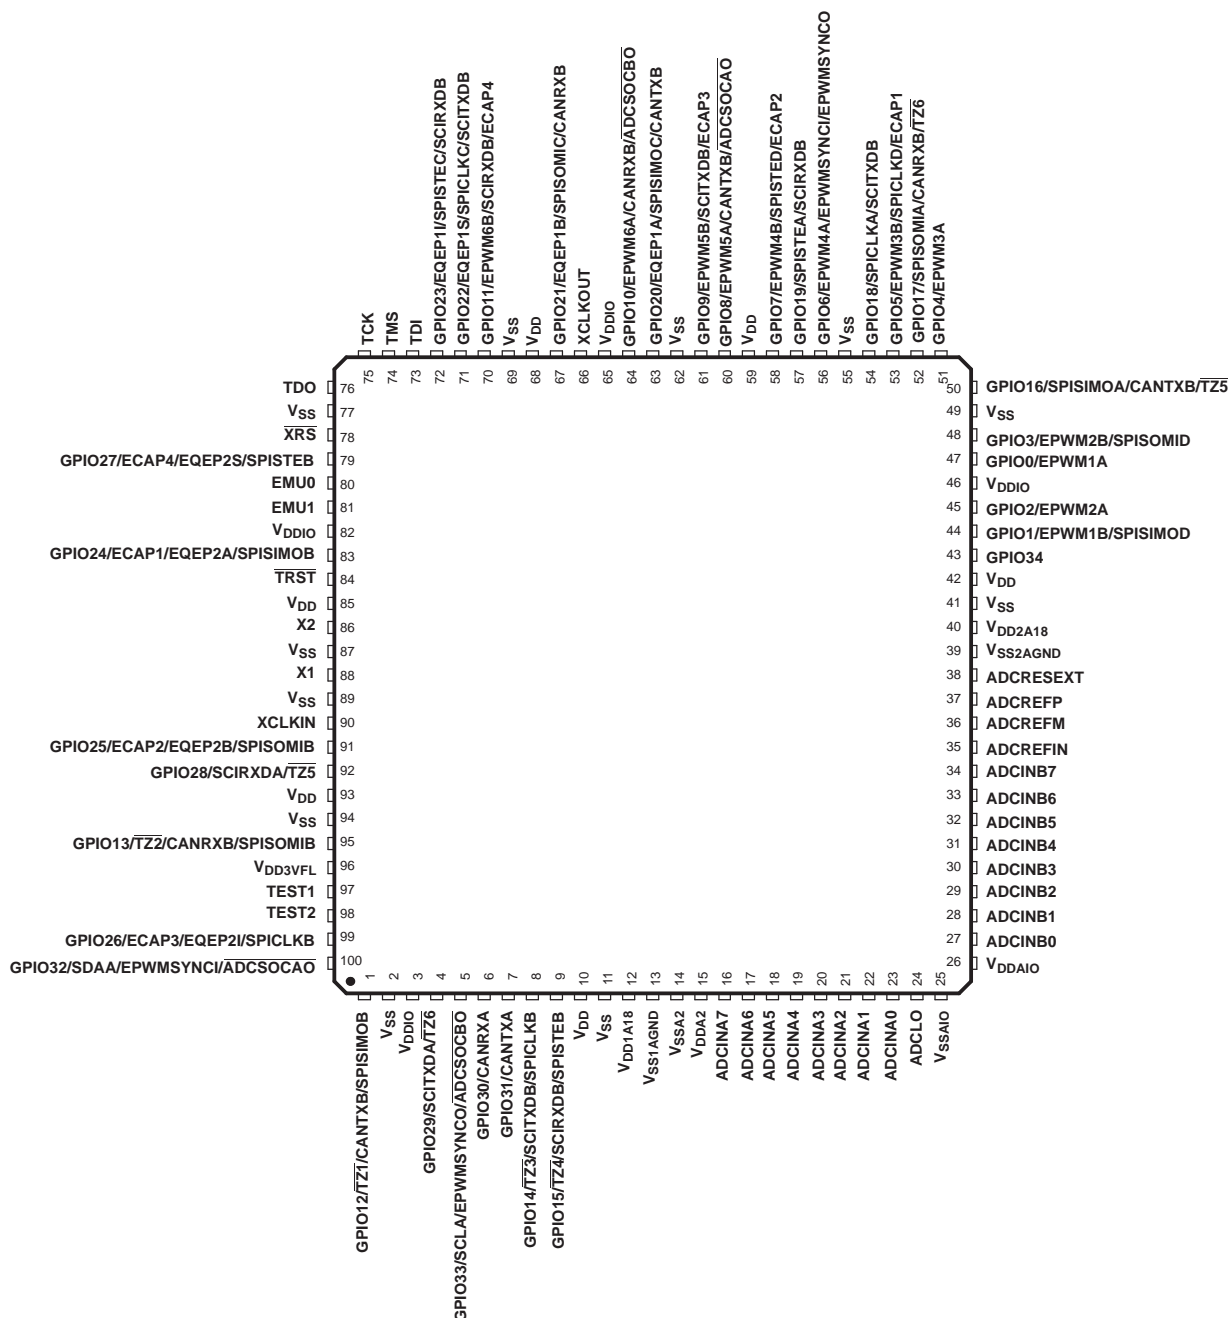 TCK
TMS
TDI
GPIO23/EQEP1I/SPISTEC/SCIRXDB
GPIO22/EQEP1S/SPICLKC/SCITXDB
GPIO11/EPWM6B/SCIRXDB/ECAP4
VSS
VDD
GPIO21/EQEP1B/SPISOMIC/CANRXB
XCLKOUT
VDDIO
GPIO10/EPWM6A/CANRXB/ADCSOCBO
GPIO20/EQEP1A/SPISIMOC/CANTXB
VSS
GPIO9/EPWM5B/SCITXDB/ECAP3
GPIO8/EPWM5A/CANTXB/ADCSOCAO
VDD
GPIO7/EPWM4B/SPISTED/ECAP2
GPIO19/SPISTEA/SCIRXDB
GPIO6/EPWM4A/EPWMSYNCI/EPWMSYNCO
VSS
GPIO18/SPICLKA/SCITXDB
GPIO5/EPWM3B/SPICLKD/ECAP1
GPIO17/SPISOMIA/CANRXB/TZ6
GPIO4/EPWM3A
75
74
73
72
71
70
69
68
67
66
65
64
63
62
61
60
59
58
57
56
55
54
53
52
51
TDO 76
VSS 77
XRS 78
GPIO27/ECAP4/EQEP2S/SPISTEB 79
EMU0 80
EMU1 81
VDDIO 82
GPIO24/ECAP1/EQEP2A/SPISIMOB 83
TRST 84
VDD 85
X2 86
VSS 87
X1 88
VSS 89
XCLKIN 90
GPIO25/ECAP2/EQEP2B/SPISOMIB 91
GPIO28/SCIRXDA/TZ5 92
VDD 93
VSS 94
GPIO13/TZ2/CANRXB/SPISOMIB 95
VDD3VFL 96
TEST1 97
TEST2 98
GPIO26/ECAP3/EQEP2I/SPICLKB 99
GPIO32/SDAA/EPWMSYNCI/ADCSOCAO 100
50 GPIO16/SPISIMOA/CANTXB/TZ5
49 VSS
48 GPIO3/EPWM2B/SPISOMID
47 GPIO0/EPWM1A
46 VDDIO
45 GPIO2/EPWM2A
44 GPIO1/EPWM1B/SPISIMOD
43 GPIO34
42 VDD
41 VSS
40 VDD2A18
39 VSS2AGND
38 ADCRESEXT
37 ADCREFP
36 ADCREFM
35 ADCREFIN
34 ADCINB7
33 ADCINB6
32 ADCINB5
31 ADCINB4
30 ADCINB3
29 ADCINB2
28 ADCINB1
27 ADCINB0
26 VDDAIO
1
2
3
4
5
6
7
8
9
10
11
12
13
14
15
16
17
18
19
20
21
22
23
24
25
GPIO12/TZ1/CANTXB/SPISIMOB
VSS
VDDIO
GPIO29/SCITXDA/TZ6
GPIO33/SCLA/EPWMSYNCO/ADCSOCBO
GPIO30/CANRXA
GPIO31/CANTXA
GPIO14/TZ3/SCITXDB/SPICLKB
GPIO15/TZ4/SCIRXDB/SPISTEB
VDD
VSS
VDD1A18
VSS1AGND
VSSA2
VDDA2
ADCINA7
ADCINA6
ADCINA5
ADCINA4
ADCINA3
ADCINA2
ADCINA1
ADCINA0
ADCLO
VSSAIO